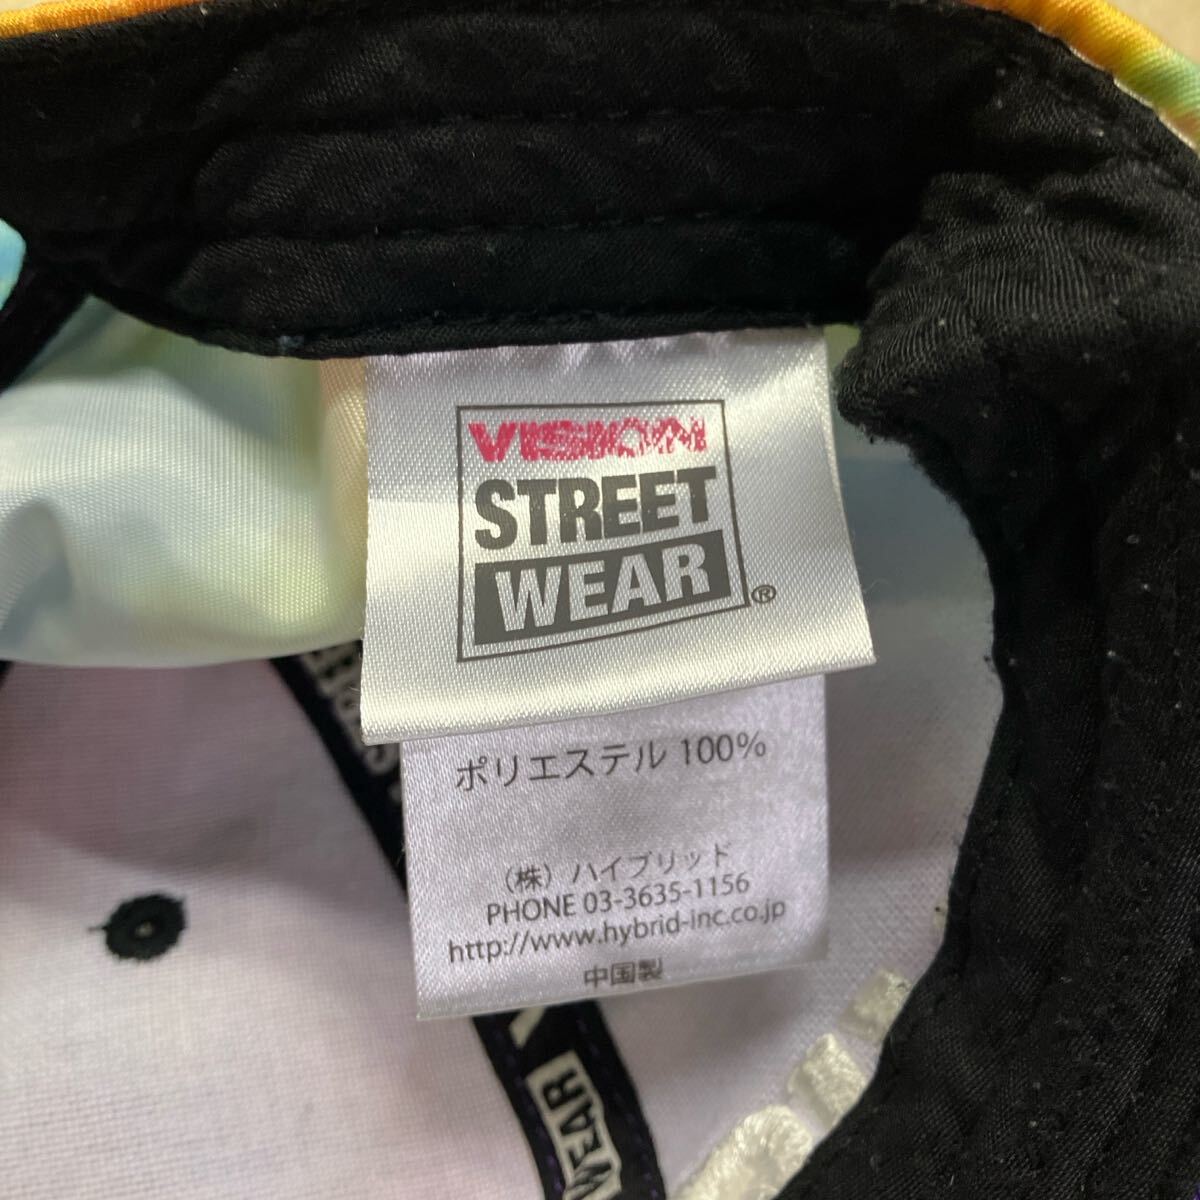 VISION
STREET
WEAR
®
ポリエステル 100%
(株) ハイブリッド
PHONE 03-3635-1156
http://www.hybrid-inc.co.jp
中国製
WEAR